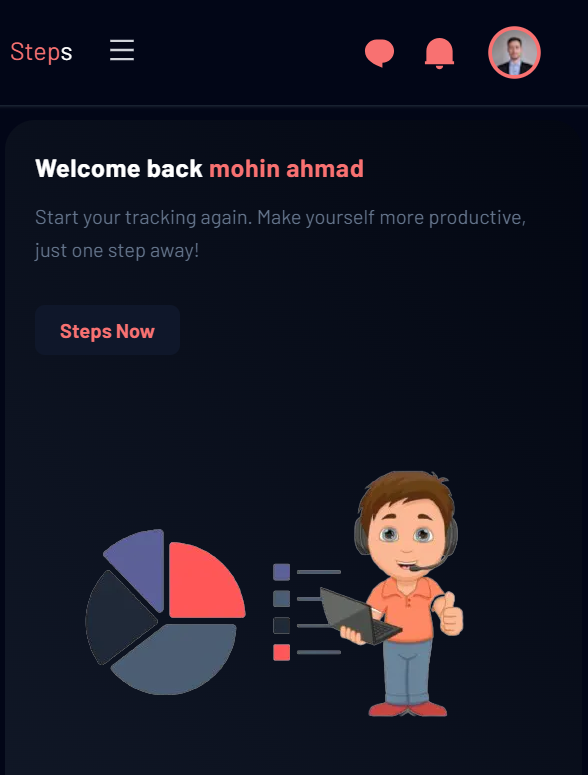 Steps
Welcome back mohin ahmad
Start your tracking again. Make yourself more productive,
just one step away!
Steps Now